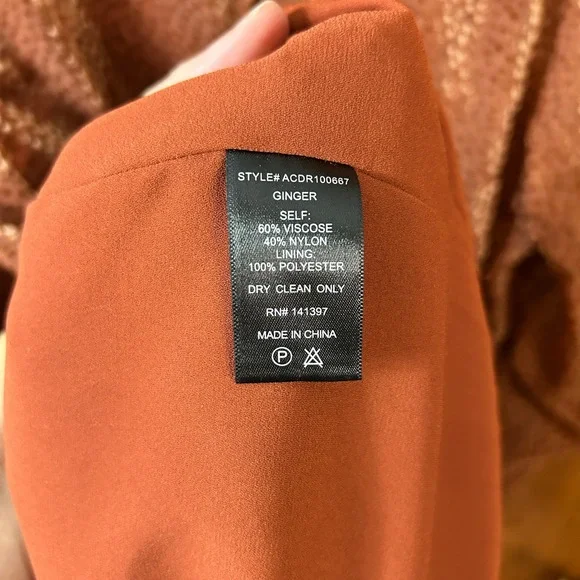 STYLE# ACDR100667
GINGER
SELF:
60% VISCOSE
40% NYLON
LINING:
100% POLYESTER
DRY CLEAN ONLY
RN# 141397
MADE IN CHINA
P